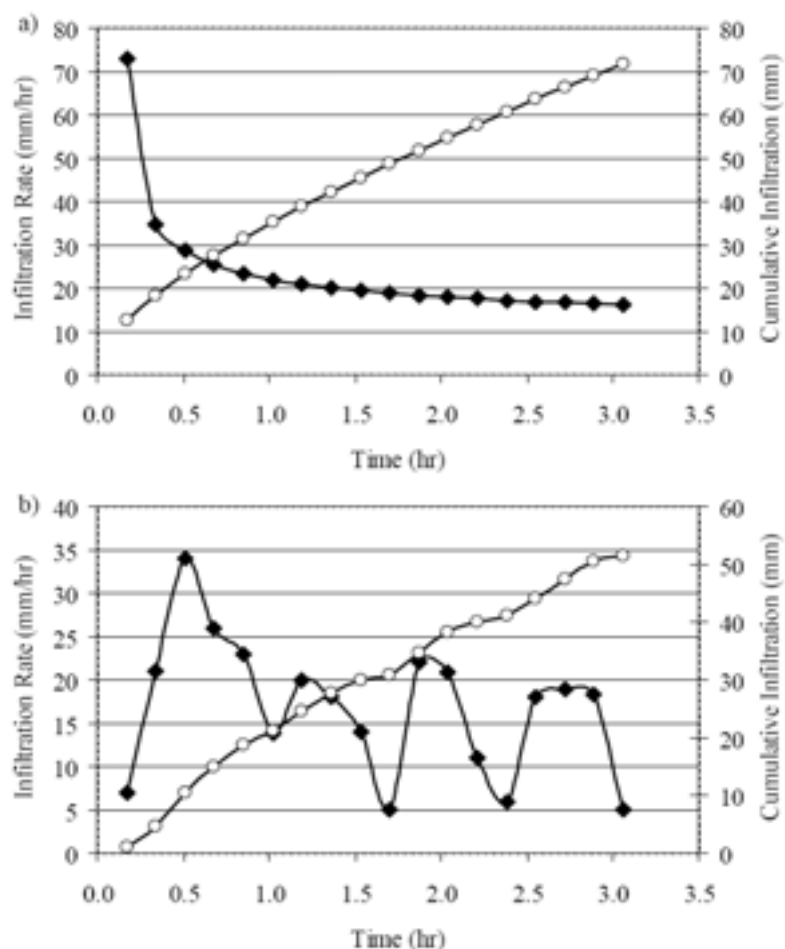 a)
80 80
70 70
60 60
50 50
40 40
30 30
20 20
10 10
0 0
Infiltration Rate (mm/hr)
Cumulative Infiltration (mm)
0.0 0.5 1.0 1.5 2.0 2.5 3.0 3.5
Time (hr)
b)
40 60
35 50
30 40
25
20 30
15 20
10
5 10
0 0
Infiltration Rate (mm/hr)
Cumulative Infiltration (mm)
0.0 0.5 1.0 1.5 2.0 2.5 3.0 3.5
Time (hr)